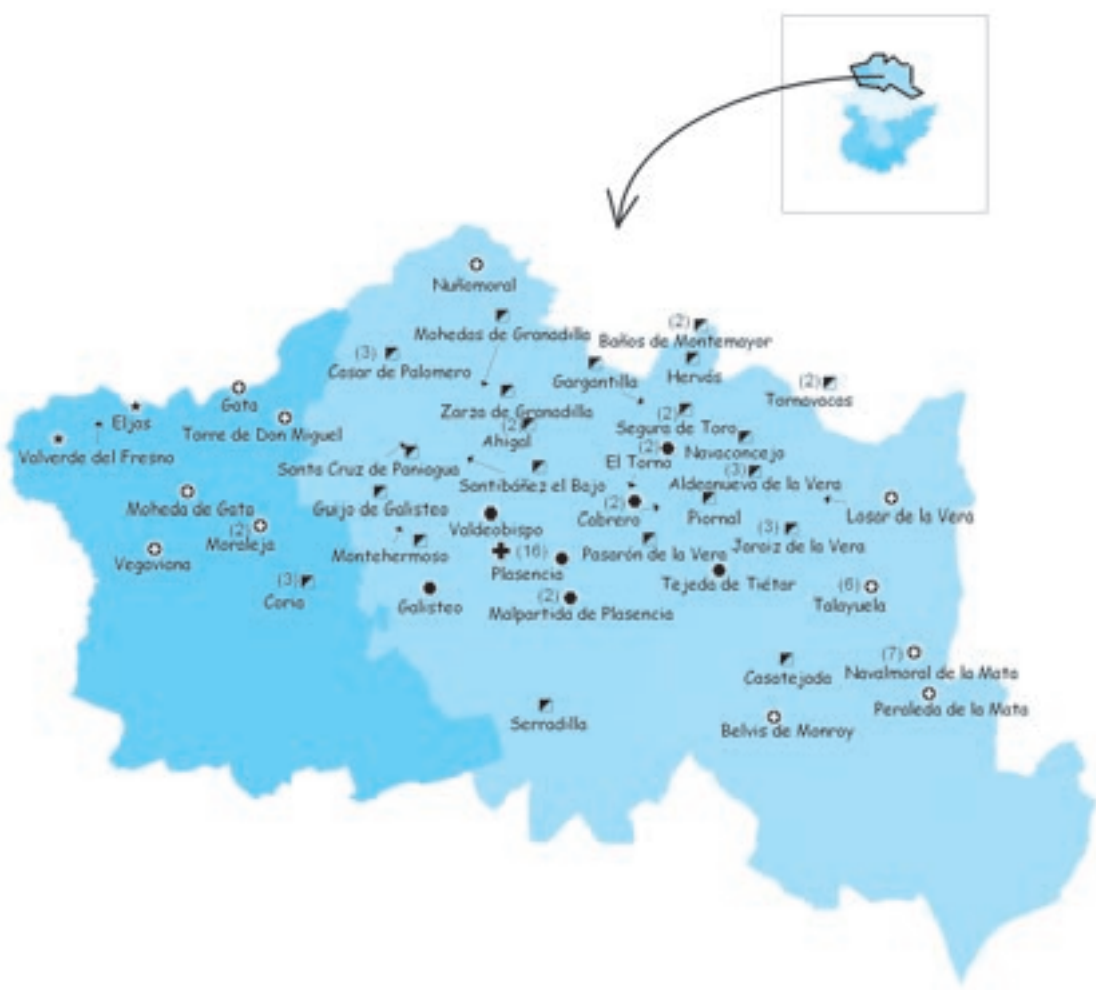 Nuñomoral
Mohedas de Granadilla
(2)
Baños de Montemayor
(3)
Casar de Palomero
Gargantilla
Hervás
(2)
Tornavacas
Gata
Zarza de Granadilla
Eljas
Torre de Don Miguel
(2)
Ahigal
(2)
Segura de Toro
Valverde del Fresno
(2)
El Torno
Navaconcejo
Santa Cruz de Paniagua
Santibáñez el Bajo
(3)
Aldeanueva de la Vera
Moheda de Gata
Guijo de Galisteo
(2)
Cabrero
Piornal
Losar de la Vera
(2)
Moraleja
Valdeobispo
(3)
Jaraiz de la Vera
Vegaviana
Montehermoso
(16)
Plasencia
Pasarón de la Vera
(3)
Coria
Galisteo
(2)
Malpartida de Plasencia
Tejeda de Tiétar
(6)
Talayuela
(7)
Navalmoral de la Mata
Casatejada
Peraleda de la Mata
Serradilla
Belvis de Monroy